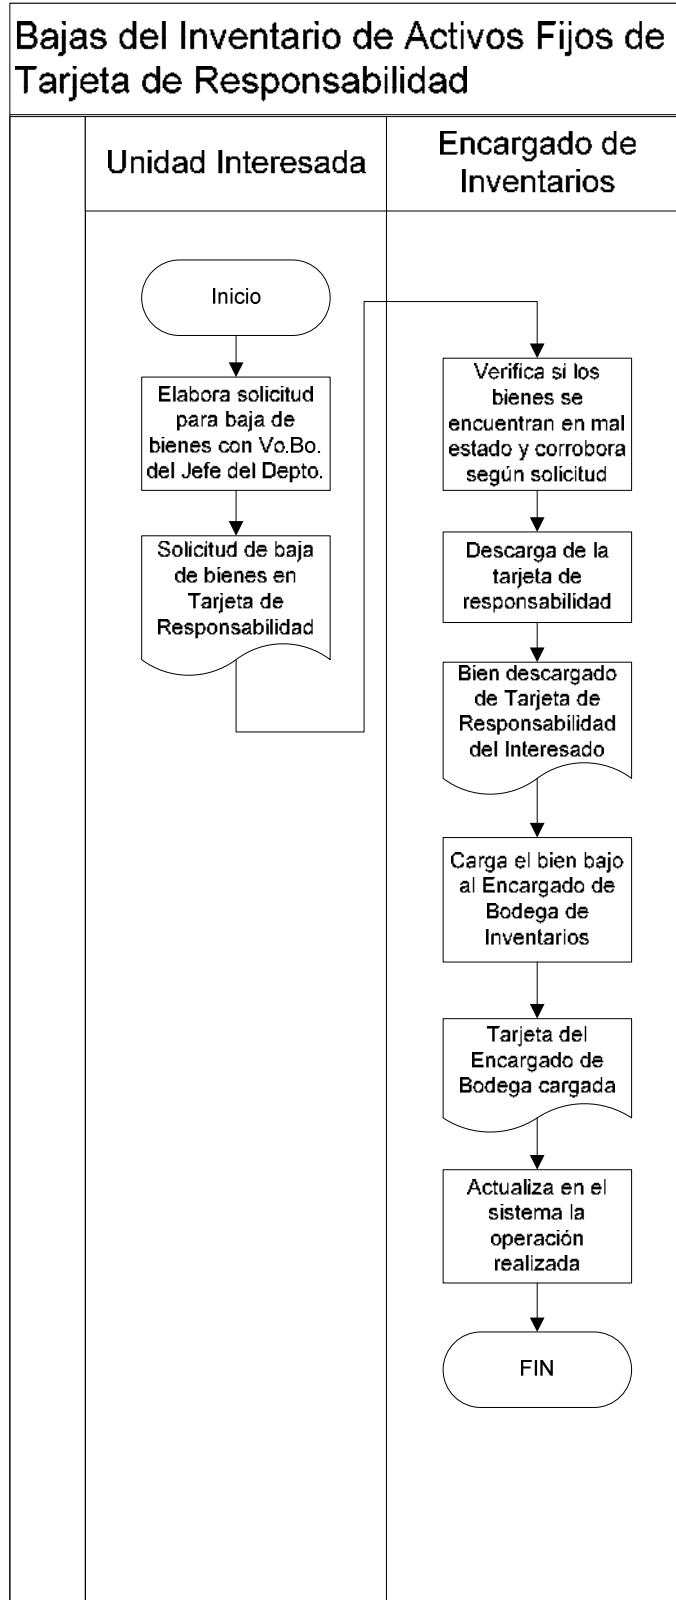 Bajas del Inventario de Activos Fijos de
Tarjeta de Responsabilidad
Unidad Interesada
Encargado de
Inventarios
Inicio
Elabora solicitud
para baja de
bienes con Vo.Bo.
del Jefe del Depto.
Solicitud de baja
de bienes en
Tarjeta de
Responsabilidad
Verifica si los
bienes se
encuentran en mal
estado y corrobora
según solicitud
Descarga de la
tarjeta de
responsabilidad
Bien descargado
de Tarjeta de
Responsabilidad
del Interesado
Carga el bien bajo
al Encargado de
Bodega de
Inventarios
Tarjeta del
Encargado de
Bodega cargada
Actualiza en el
sistema la
operación
realizada
FIN